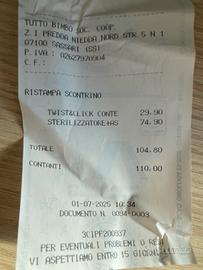 TUTTO BIMBO SOC. COOP.
Z.I PREDDA NIEDDA NORD STR.5 N 1
07100 SASSARI (SS)
P.IVA: 02627970904
C.F.:
RISTAMPA SCONTRINO
TWIST&CLICK CONTE 29.90
STERILIZZATORE+AS 74.90
TOTALE 104.80
CONTANTI 110.00
01-07-2025 10:34
DOCUMENTO N. 0094-0003
3CIPF200937
PER EVENTUALI PROBLEMI O RESI
VI ASPETTIAMO ENTRO 15 GIORNI